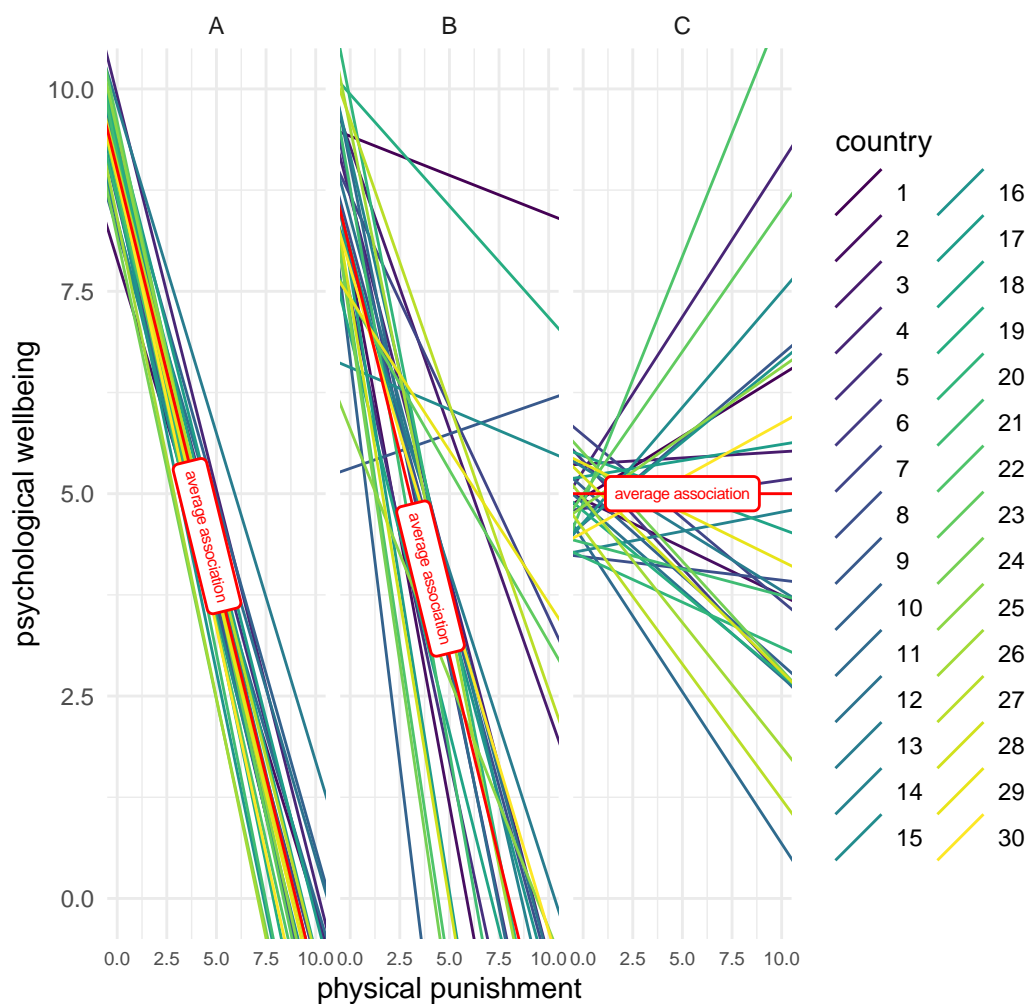 A B C
10.0
7.5
5.0
2.5
0.0
psychological wellbeing
average association
average association
average association
0.0 2.5 5.0 7.5 10.0 0.0 2.5 5.0 7.5 10.0 0.0 2.5 5.0 7.5 10.0
physical punishment
country
1 16
2 17
3 18
4 19
5 20
6 21
7 22
8 23
9 24
10 25
11 26
12 27
13 28
14 29
15 30